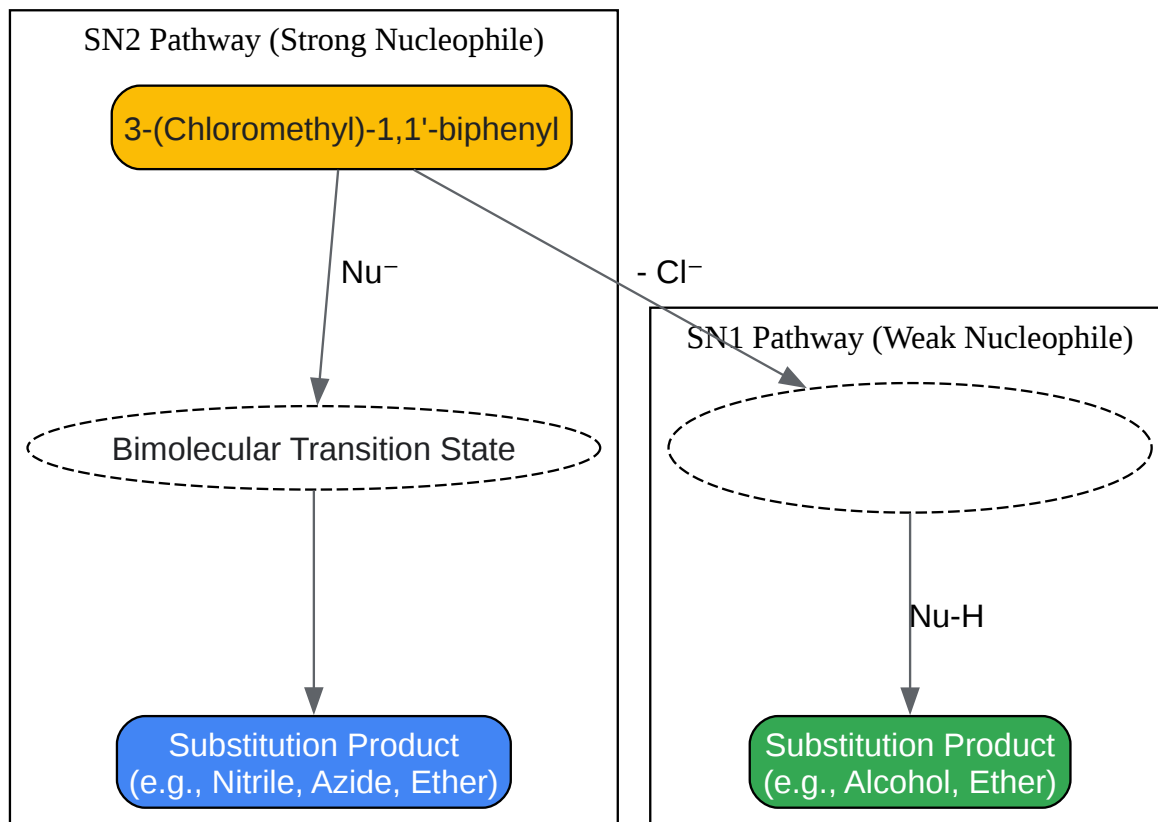 SN2 Pathway (Strong Nucleophile)
3-(Chloromethyl)-1,1'-biphenyl
Nu⁻
- Cl⁻
SN1 Pathway (Weak Nucleophile)
Bimolecular Transition State
Nu-H
Substitution Product
(e.g., Nitrile, Azide, Ether)
Substitution Product
(e.g., Alcohol, Ether)